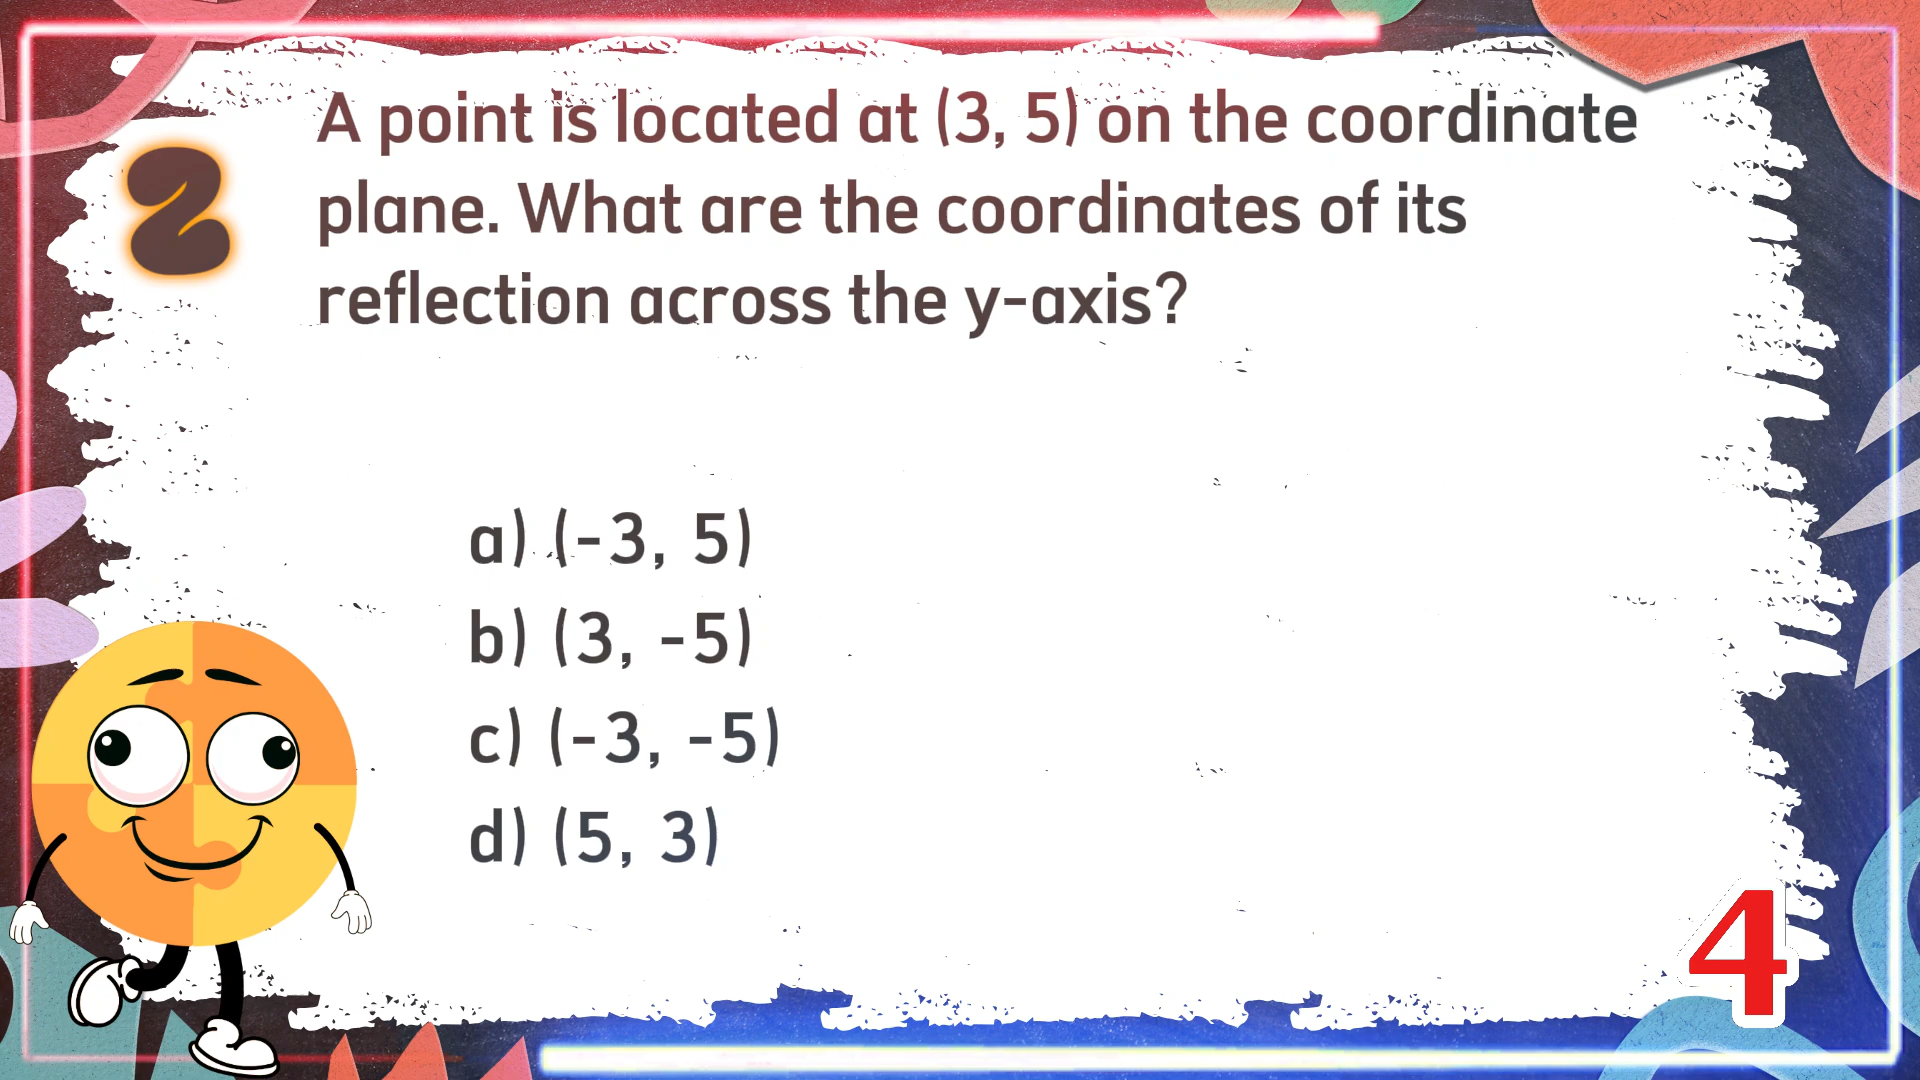 2
A point is located at (3, 5) on the coordinate
plane. What are the coordinates of its
reflection across the y-axis?
a) (-3, 5)
b) (3, -5)
c) (-3, -5)
d) (5, 3)
4